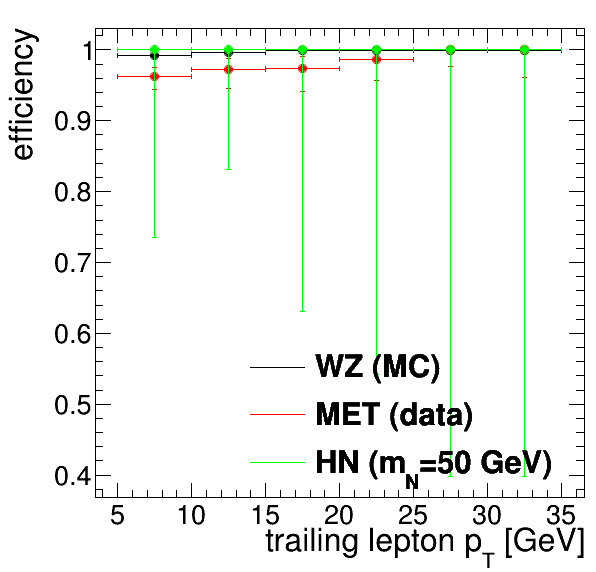 efficiency
1
0.9
0.8
0.7
0.6
0.5
0.4
WZ (MC)
MET (data)
HN (m_N=50 GeV)
5 10 15 20 25 30 35
trailing lepton p_T [GeV]